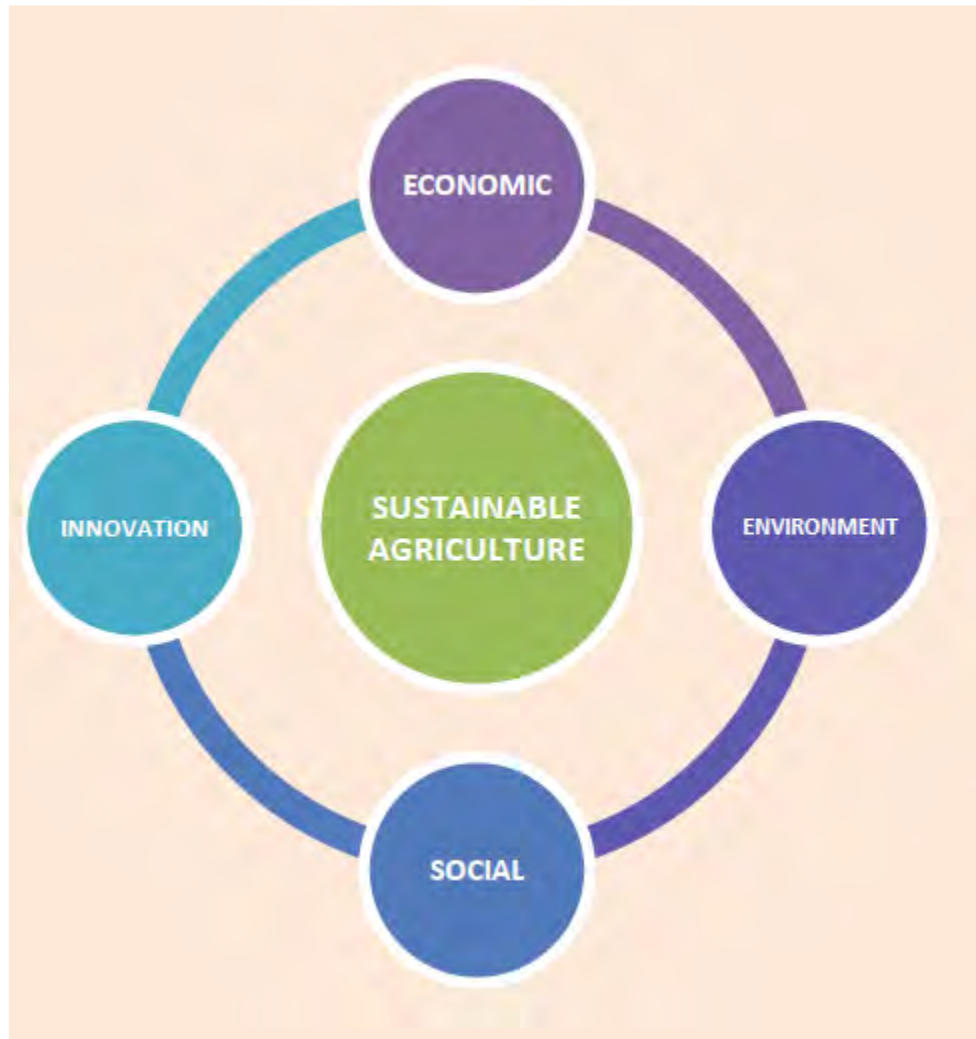 ECONOMIC
INNOVATION
SUSTAINABLE
AGRICULTURE
ENVIRONMENT
SOCIAL